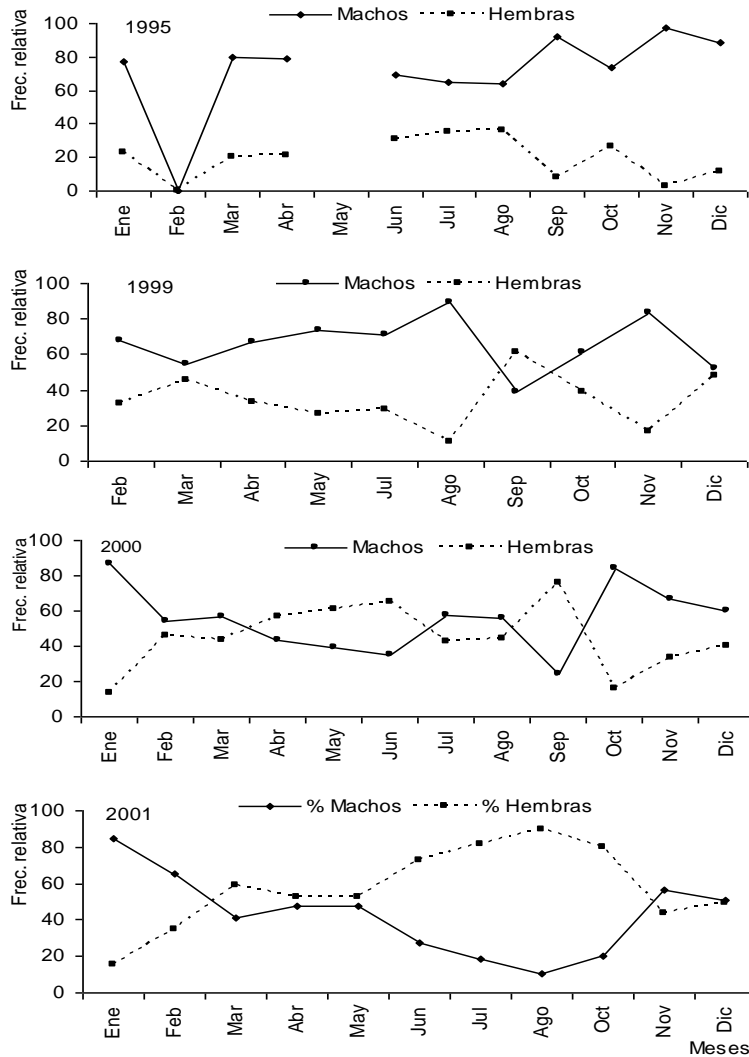 1995
Machos
Hembras
Frec. relativa
100
80
60
40
20
0
Ene
Feb
Mar
Abr
May
Jun
Jul
Ago
Sep
Oct
Nov
Dic
1999
Machos
Hembras
Frec. relativa
100
80
60
40
20
0
Feb
Mar
Abr
May
Jul
Ago
Sep
Oct
Nov
Dic
2000
Machos
Hembras
Frec. relativa
100
80
60
40
20
0
Ene
Feb
Mar
Abr
May
Jun
Jul
Ago
Sep
Oct
Nov
Dic
2001
% Machos
% Hembras
Frec. relativa
100
80
60
40
20
0
Ene
Feb
Mar
Abr
May
Jun
Jul
Ago
Oct
Nov
Dic
Meses